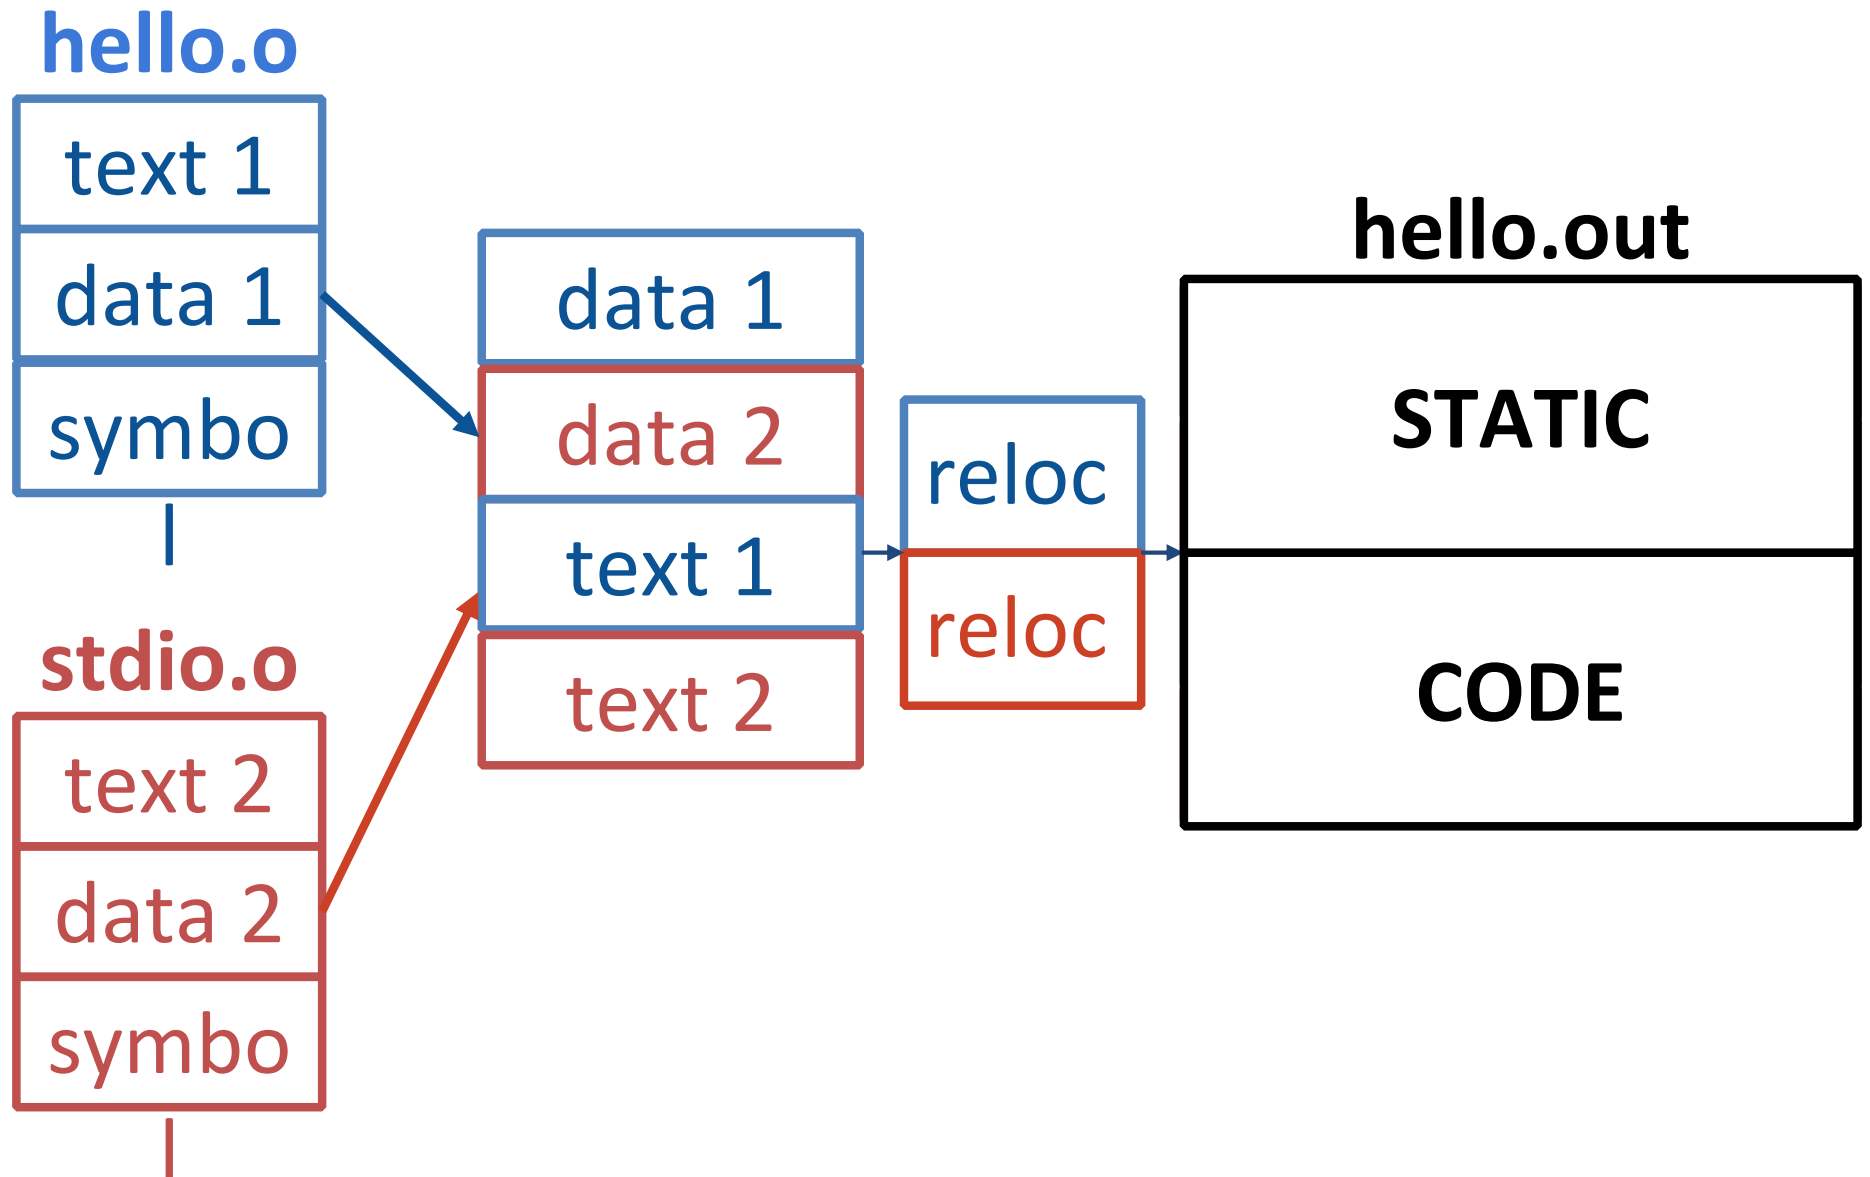 hello.o
text 1
data 1
symbo
l
stdio.o
text 2
data 2
symbo
l
data 1
data 2
text 1
text 2
reloc
reloc
hello.out
STATIC
CODE